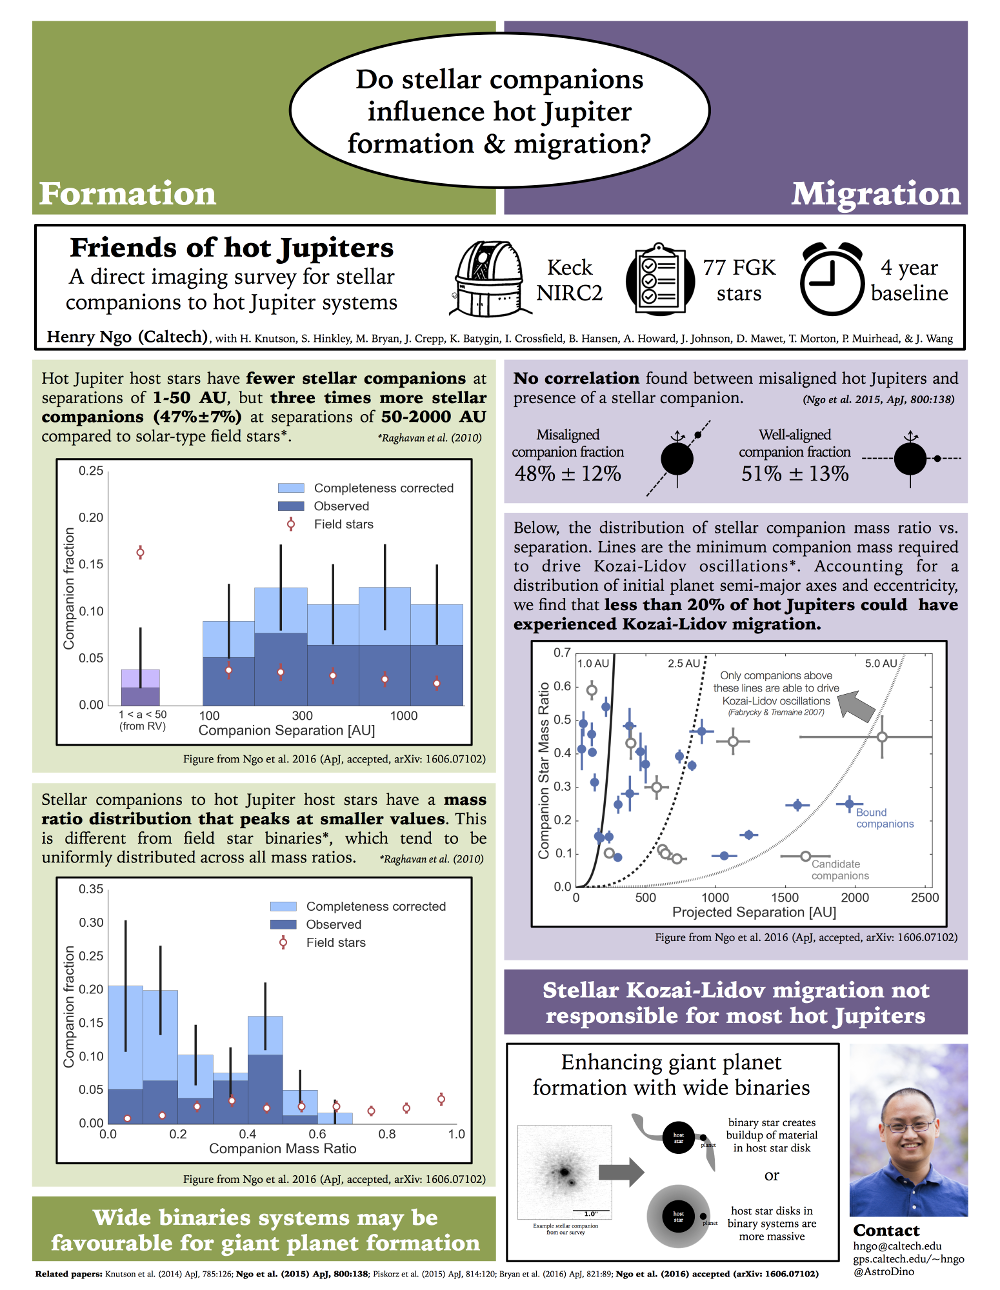 Do stellar companions
influence hot Jupiter
formation & migration?
Formation
Migration
Friends of hot Jupiters
A direct imaging survey for stellar
companions to hot Jupiter systems
Keck
NIRC2
77 FGK
stars
4 year
baseline
Henry Ngo (Caltech), with H. Knutson, S. Hinkley, M. Bryan, J. Crepp, K. Batygin, I. Crossfield, B. Hansen, A. Howard, J. Johnson, D. Mawet, T. Morton, P. Muirhead, & J. Wang
Hot Jupiter host stars have fewer stellar companions at
separations of 1-50 AU, but three times more stellar
companions (47%±7%) at separations of 50-2000 AU
compared to solar-type field stars*.
*Raghavan et al. (2010)
0.25
0.20
0.15
0.10
0.05
0.00
Companion fraction
Completeness corrected
Observed
Field stars
1 < a < 50
(from RV)
100
300
1000
Companion Separation [AU]
Figure from Ngo et al. 2016 (ApJ, accepted, arXiv: 1606.07102)
Stellar companions to hot Jupiter host stars have a mass
ratio distribution that peaks at smaller values. This
is different from field star binaries*, which tend to be
uniformly distributed across all mass ratios.
*Raghavan et al. (2010)
0.35
0.30
0.25
0.20
0.15
0.10
0.05
0.00
Companion fraction
Completeness corrected
Observed
Field stars
0.0
0.2
0.4
0.6
0.8
1.0
Companion Mass Ratio
Figure from Ngo et al. 2016 (ApJ, accepted, arXiv: 1606.07102)
Wide binaries systems may be
favourable for giant planet formation
No correlation found between misaligned hot Jupiters and
presence of a stellar companion.
(Ngo et al. 2015, ApJ, 800:138)
Misaligned
companion fraction
48% ± 12%
Well-aligned
companion fraction
51% ± 13%
Below, the distribution of stellar companion mass ratio vs.
separation. Lines are the minimum companion mass required
to drive Kozai-Lidov oscillations*. Accounting for a
distribution of initial planet semi-major axes and eccentricity,
we find that less than 20% of hot Jupiters could have
experienced Kozai-Lidov migration.
0.7
0.6
0.5
0.4
0.3
0.2
0.1
0.0
Companion Star Mass Ratio
1.0 AU
2.5 AU
5.0 AU
Only companions above
these lines are able to drive
Kozai-Lidov oscillations
(Fabrycky & Tremaine 2007)
Bound
companions
Candidate
companions
0
500
1000
1500
2000
2500
Projected Separation [AU]
Figure from Ngo et al. 2016 (ApJ, accepted, arXiv: 1606.07102)
Stellar Kozai-Lidov migration not
responsible for most hot Jupiters
Enhancing giant planet
formation with wide binaries
1.0"
Example stellar companion
from our survey
host
star
planet
binary star creates
buildup of material
in host star disk
or
host
star
planet
host star disks in
binary systems are
more massive
Contact
hngo@caltech.edu
gps.caltech.edu/~hngo
@AstroDino
Related papers: Knutson et al. (2014) ApJ, 785:126; Ngo et al. (2015) ApJ, 800:138; Piskorz et al. (2015) ApJ, 814:120; Bryan et al. (2016) ApJ, 821:89; Ngo et al. (2016) accepted (arXiv: 1606.07102)